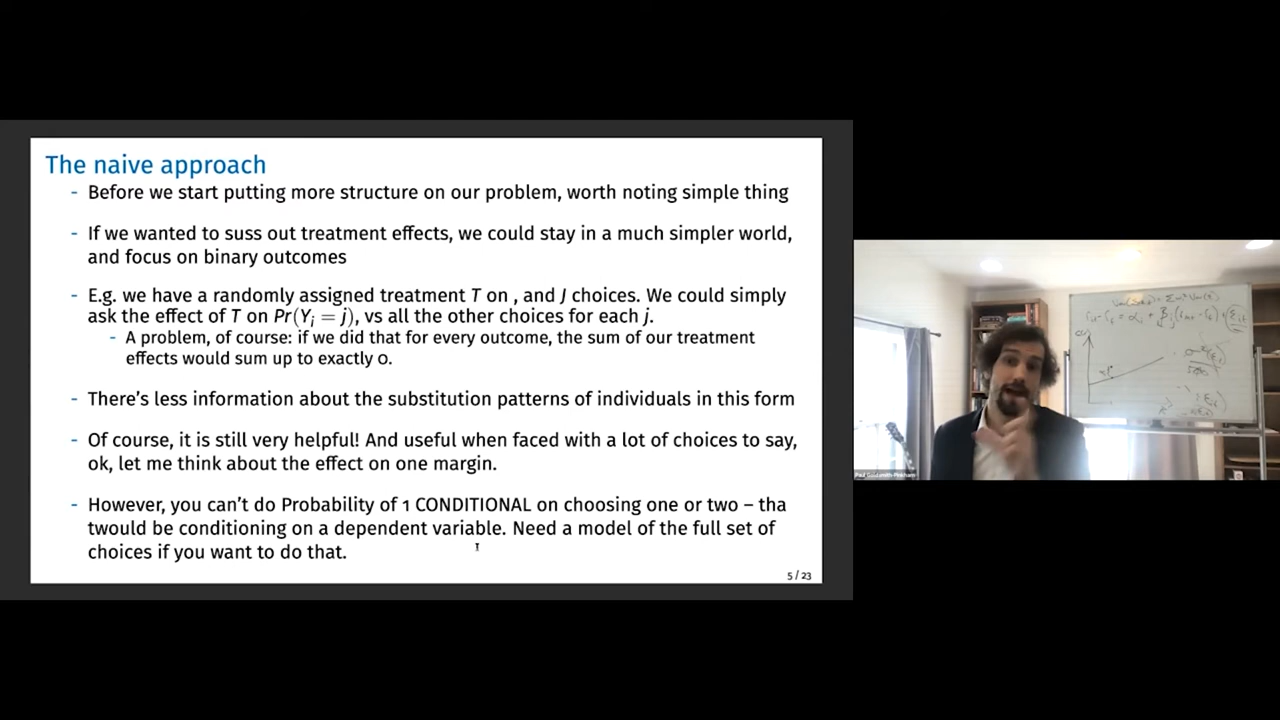 The naive approach
- Before we start putting more structure on our problem, worth noting simple thing
- If we wanted to suss out treatment effects, we could stay in a much simpler world,
and focus on binary outcomes
- E.g. we have a randomly assigned treatment T on , and J choices. We could simply
ask the effect of T on Pr(Yᵢ = j), vs all the other choices for each j.
- A problem, of course: if we did that for every outcome, the sum of our treatment
effects would sum up to exactly 0.
- There's less information about the substitution patterns of individuals in this form
- Of course, it is still very helpful! And useful when faced with a lot of choices to say,
ok, let me think about the effect on one margin.
- However, you can't do Probability of 1 CONDITIONAL on choosing one or two – tha
twould be conditioning on a dependent variable. Need a model of the full set of
choices if you want to do that.
5 / 23
Paul Goldsmith-Pinkham